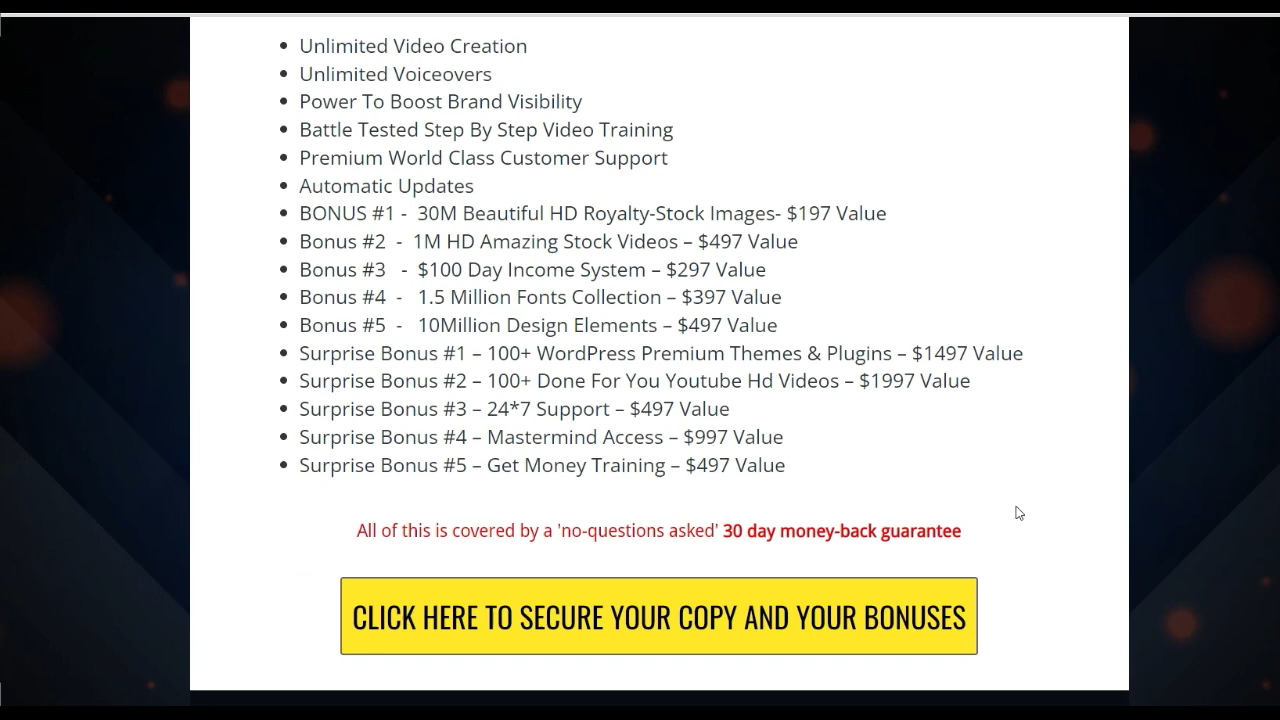 Unlimited Video Creation
Unlimited Voiceovers
Power To Boost Brand Visibility
Battle Tested Step By Step Video Training
Premium World Class Customer Support
Automatic Updates
BONUS #1 - 30M Beautiful HD Royalty-Stock Images- $197 Value
Bonus #2 - 1M HD Amazing Stock Videos – $497 Value
Bonus #3 - $100 Day Income System – $297 Value
Bonus #4 - 1.5 Million Fonts Collection – $397 Value
Bonus #5 - 10Million Design Elements – $497 Value
Surprise Bonus #1 – 100+ WordPress Premium Themes & Plugins – $1497 Value
Surprise Bonus #2 – 100+ Done For You Youtube Hd Videos – $1997 Value
Surprise Bonus #3 – 24*7 Support – $497 Value
Surprise Bonus #4 – Mastermind Access – $997 Value
Surprise Bonus #5 – Get Money Training – $497 Value
All of this is covered by a 'no-questions asked' 30 day money-back guarantee
CLICK HERE TO SECURE YOUR COPY AND YOUR BONUSES